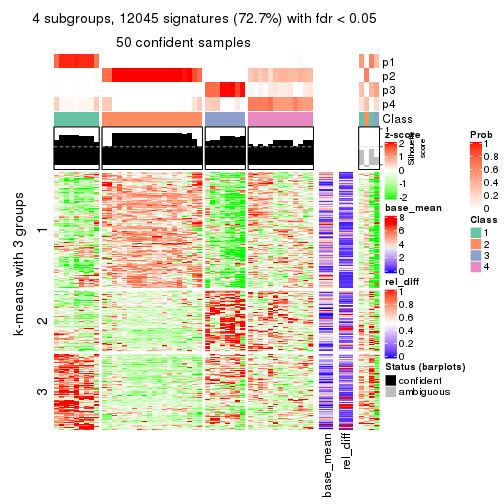 4 subgroups, 12045 signatures (72.7%) with fdr < 0.05
50 confident samples
p1
p2
p3
p4
Class
1
Silhouette
score
k-means with 3 groups
1
2
3
z-score
2
1
0
-1
-2
base_mean
8
6
4
2
0
rel_diff
1
0.8
0.6
0.4
0.2
0
Status (barplots)
confident
ambiguous
Prob
1
0.8
0.6
0.4
0.2
0
Class
1
2
3
4
base_mean
rel_diff